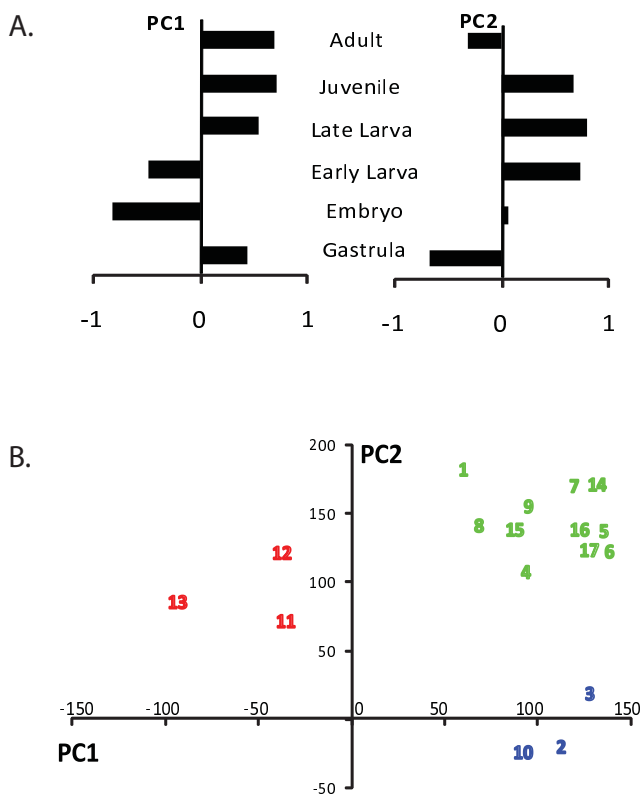 A.
PC1 PC2
Adult
Juvenile
Late Larva
Early Larva
Embryo
Gastrula
-1 0 1 -1 0 1
B.
200 PC2
1
7 14
9
150
8 15 16 5
12 17 6
4
100
13
11
50
3
-150 -100 -50 0 50 100 150
PC1 10 2
-50